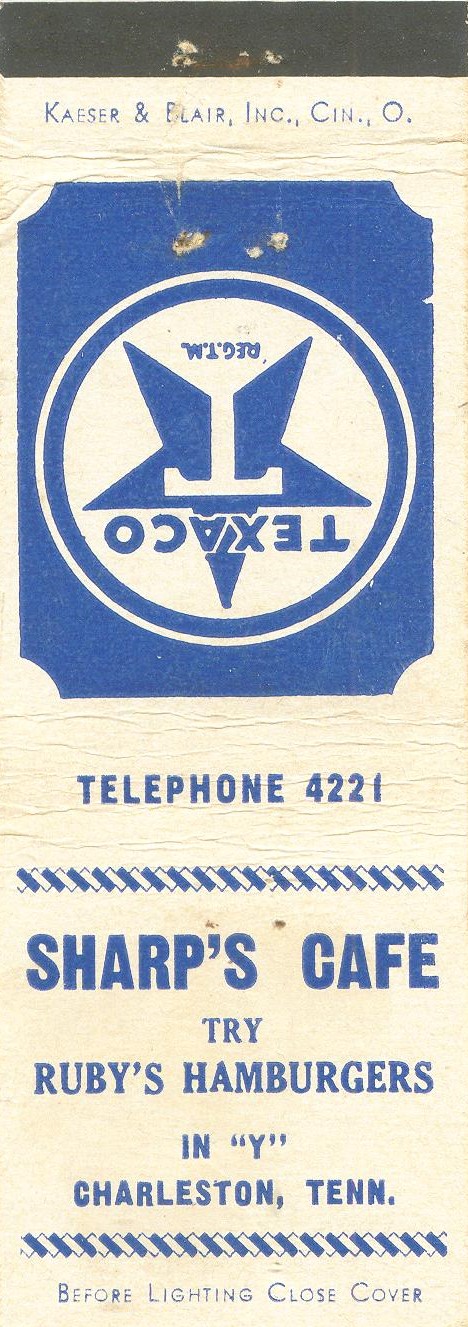 KAESER & BLAIR, INC., CIN., O.
REG. T.M.
T
TEXACO
TELEPHONE 4221
SHARP'S CAFE
TRY
RUBY'S HAMBURGERS
IN "Y"
CHARLESTON, TENN.
BEFORE LIGHTING CLOSE COVER